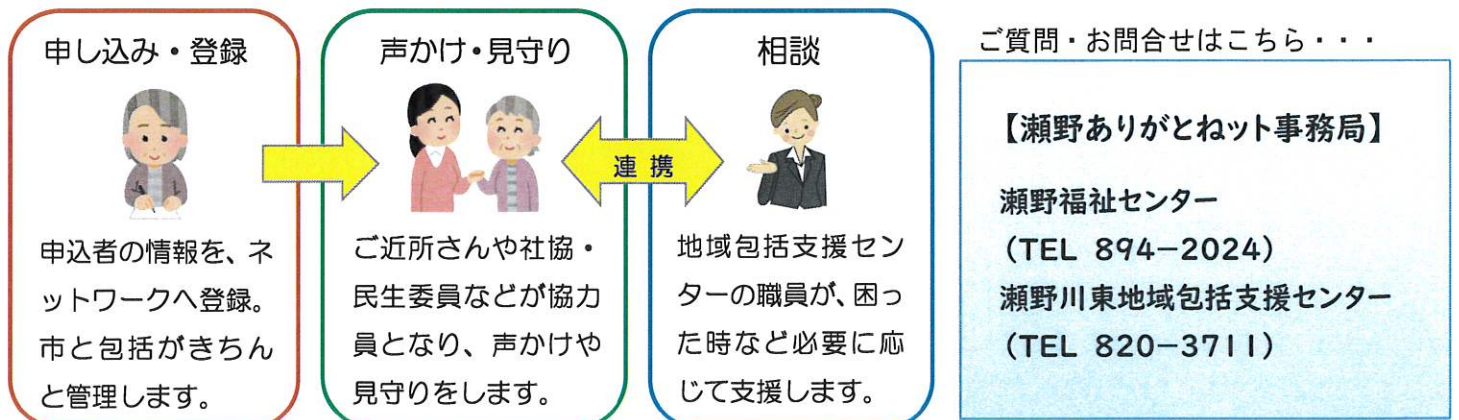 申し込み・登録
申込者の情報を、ネ
ットワークへ登録。
市と包括がきちん
と管理します。
声かけ・見守り
ご近所さんや社協・
民生委員などが協力
員となり、声かけや
見守りをします。
連携
相談
地域包括支援セン
ターの職員が、困っ
た時など必要に応
じて支援します。
ご質問・お問合せはこちら・・・
【瀬野ありがとねット事務局】
瀬野福祉センター
(TEL 894-2024)
瀬野川東地域包括支援センター
(TEL 820-3711)